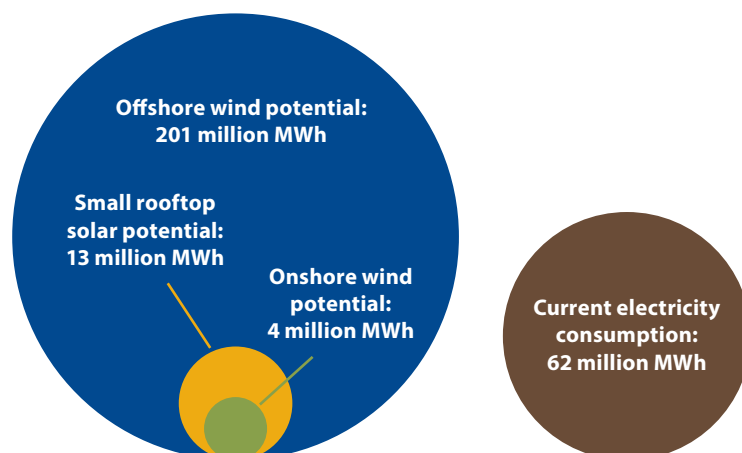 Offshore wind potential:
201 million MWh
Small rooftop
solar potential:
13 million MWh
Onshore wind
potential:
4 million MWh
Current electricity
consumption:
62 million MWh